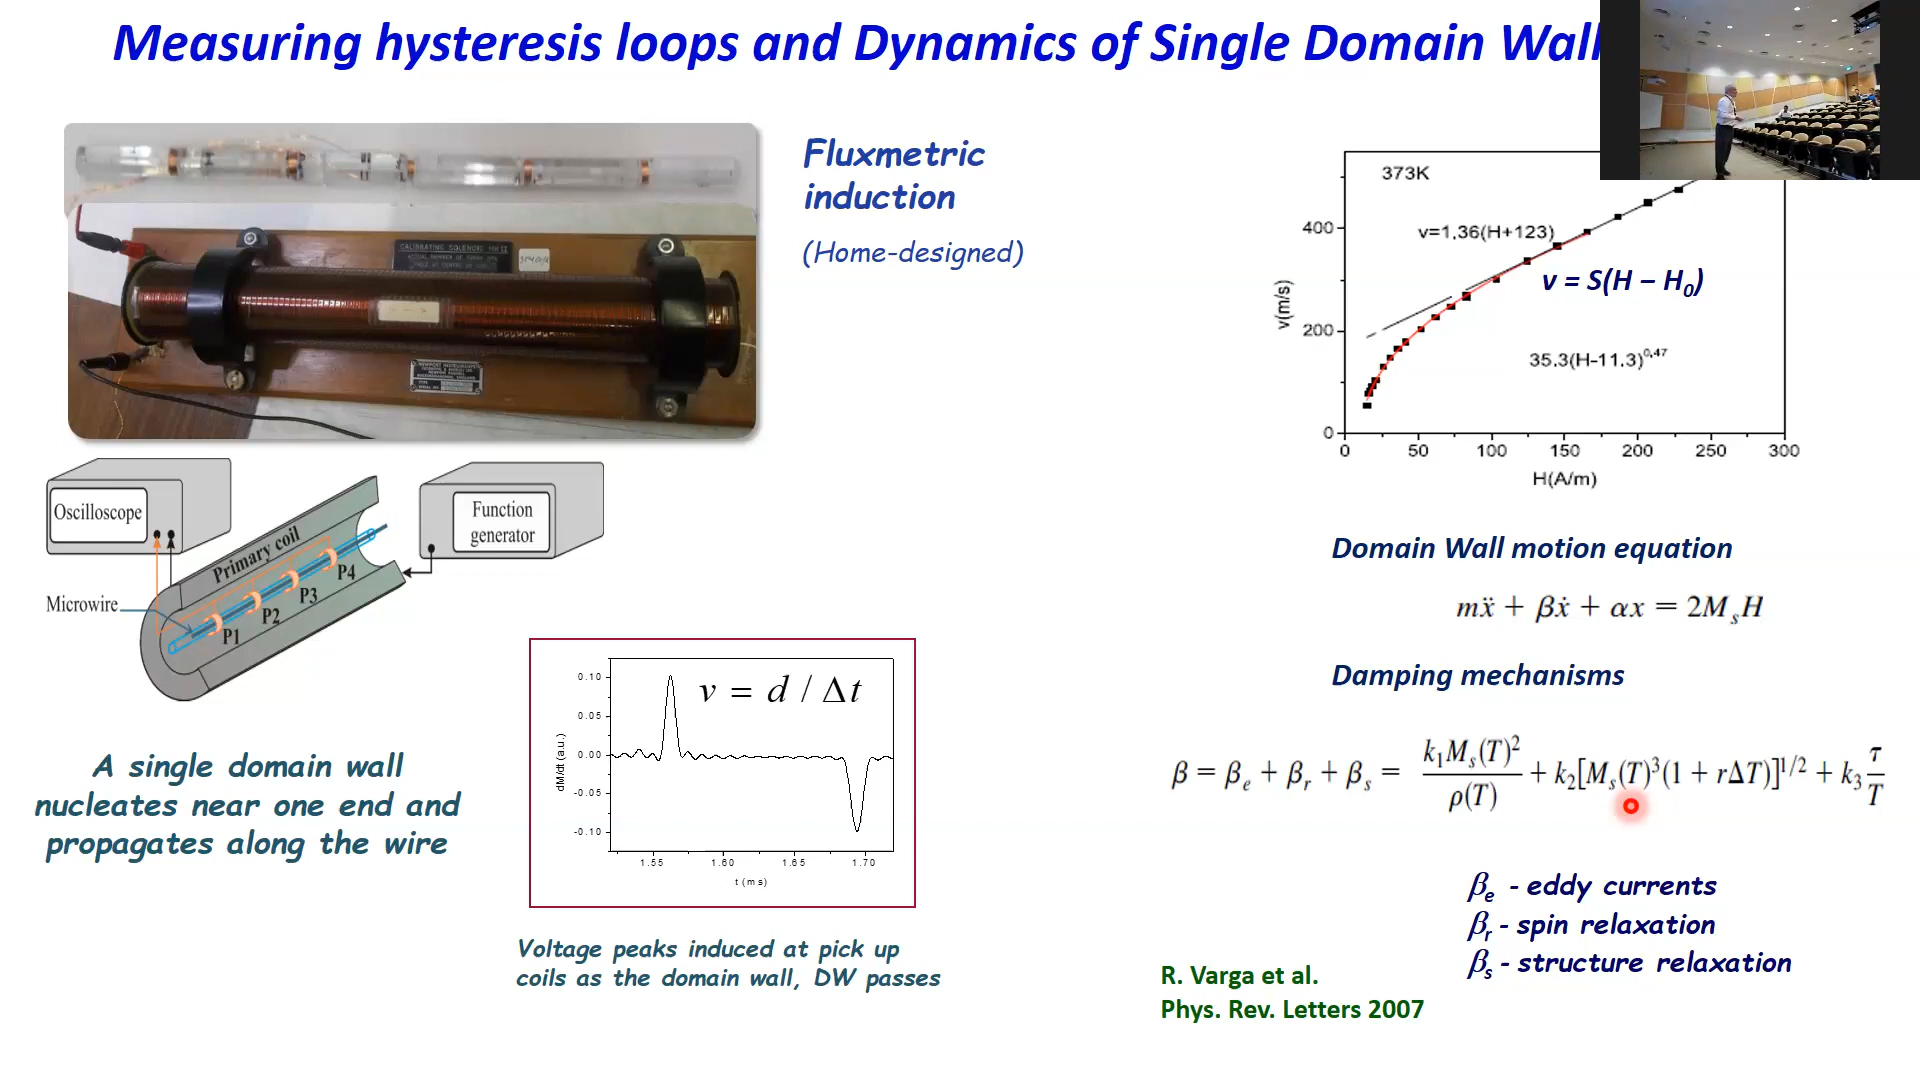 Measuring hysteresis loops and Dynamics of Single Domain Wall
Fluxmetric
induction
(Home-designed)
CALIBRATING SOLENOID
Oscilloscope
Function
generator
Primary coil
Microwire
P1
P2
P3
P4
A single domain wall
nucleates near one end and
propagates along the wire
v = d / Δt
dM/dt (a.u.)
0.10
0.05
0.00
-0.05
-0.10
1.55
1.60
1.65
1.70
t (ms)
Voltage peaks induced at pick up
coils as the domain wall, DW passes
373K
v=1,36(H+123)
v = S(H – H₀)
35.3(H-11.3)^0,47
v(m/s)
400
200
0
0
50
100
150
200
250
300
H(A/m)
Domain Wall motion equation
mẍ + βẋ + αx = 2MₛH
Damping mechanisms
β = βₑ + βᵣ + βₛ = k₁Mₛ(T)² / ρ(T) + k₂[Mₛ(T)³(1 + rΔT)]^1/2 + k₃ τ / T
βₑ - eddy currents
βᵣ - spin relaxation
βₛ - structure relaxation
R. Varga et al.
Phys. Rev. Letters 2007